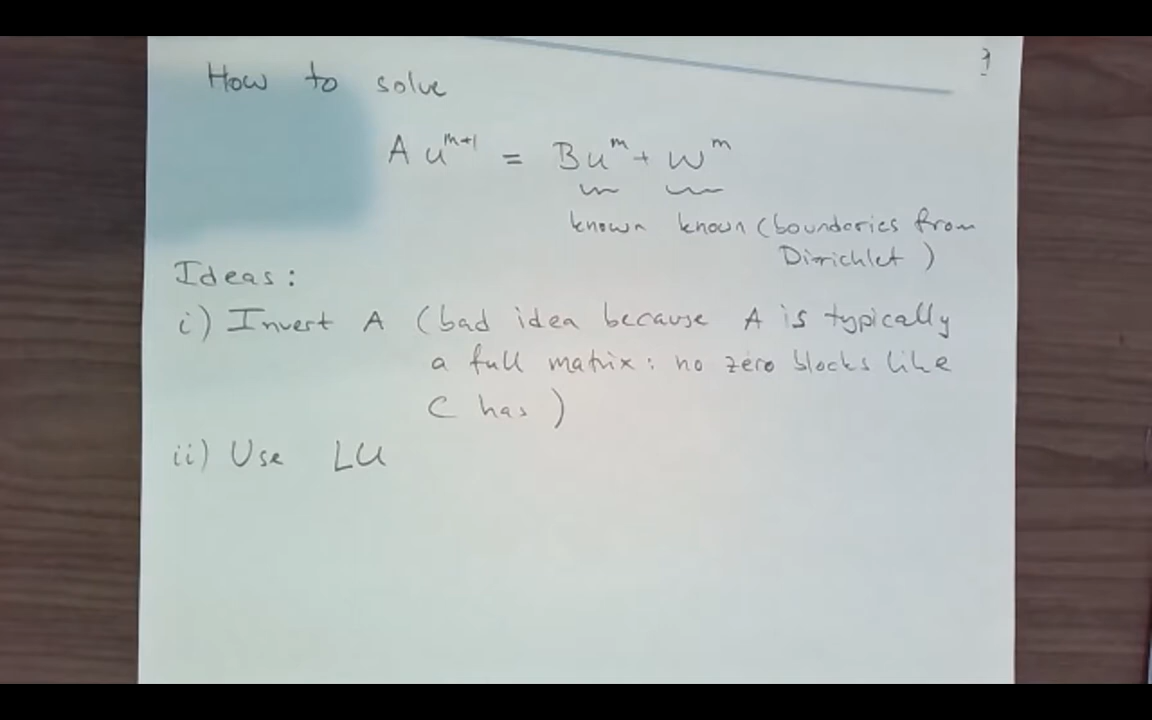 How to solve
A u^{m+1} = B u^m + w^m
known known (boundaries from
Dirichlet )
Ideas:
i) Invert A (bad idea because A is typically
a full matrix: no zero blocks like
C has )
ii) Use LU